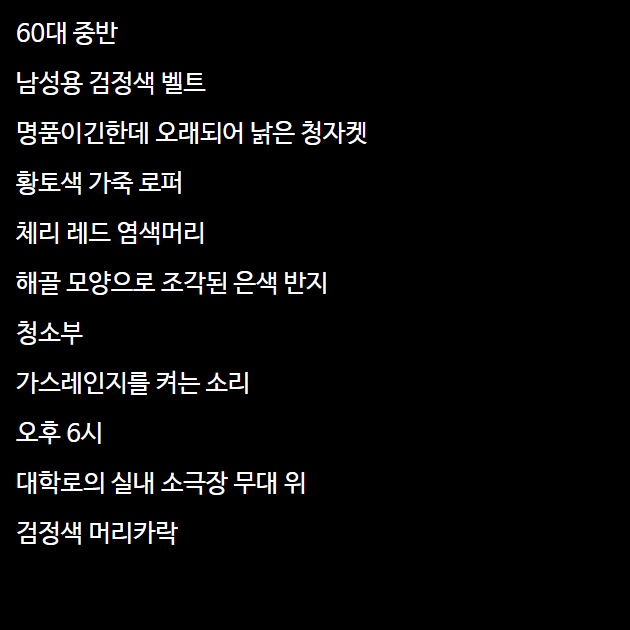 60대 중반
남성용 검정색 벨트
명품이긴한데 오래되어 낡은 청자켓
황토색 가죽 로퍼
체리 레드 염색머리
해골 모양으로 조각된 은색 반지
청소부
가스레인지를 켜는 소리
오후 6시
대학로의 실내 소극장 무대 위
검정색 머리카락